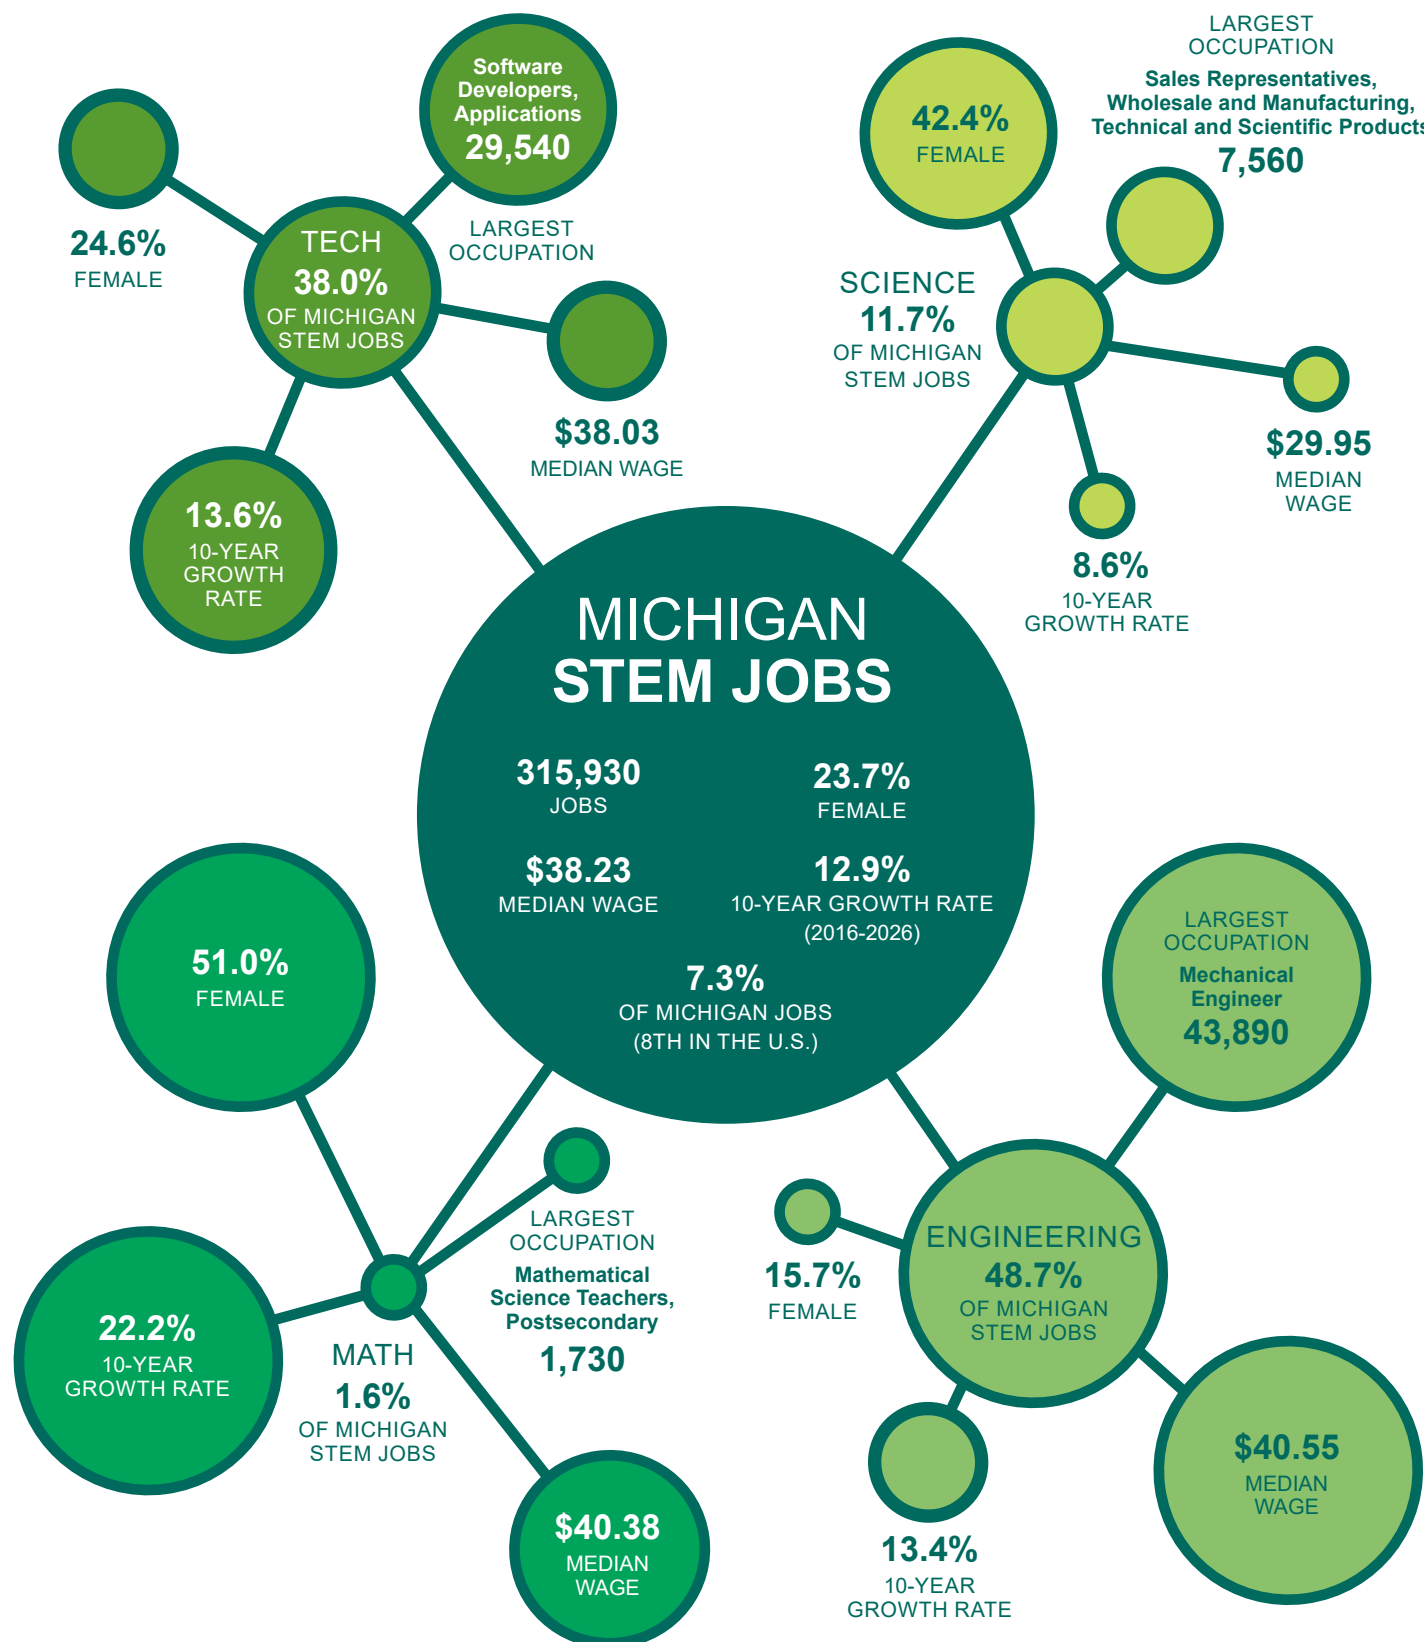 Software
Developers,
Applications
29,540
LARGEST
OCCUPATION
24.6%
FEMALE
TECH
38.0%
OF MICHIGAN
STEM JOBS
$38.03
MEDIAN WAGE
13.6%
10-YEAR
GROWTH
RATE
LARGEST
OCCUPATION
Sales Representatives,
Wholesale and Manufacturing,
Technical and Scientific Products
7,560
42.4%
FEMALE
SCIENCE
11.7%
OF MICHIGAN
STEM JOBS
$29.95
MEDIAN
WAGE
8.6%
10-YEAR
GROWTH RATE
MICHIGAN
STEM JOBS
315,930
JOBS
23.7%
FEMALE
$38.23
MEDIAN WAGE
12.9%
10-YEAR GROWTH RATE
(2016-2026)
7.3%
OF MICHIGAN JOBS
(8TH IN THE U.S.)
51.0%
FEMALE
22.2%
10-YEAR
GROWTH RATE
MATH
1.6%
OF MICHIGAN
STEM JOBS
LARGEST
OCCUPATION
Mathematical
Science Teachers,
Postsecondary
1,730
$40.38
MEDIAN
WAGE
LARGEST
OCCUPATION
Mechanical
Engineer
43,890
15.7%
FEMALE
ENGINEERING
48.7%
OF MICHIGAN
STEM JOBS
$40.55
MEDIAN
WAGE
13.4%
10-YEAR
GROWTH RATE